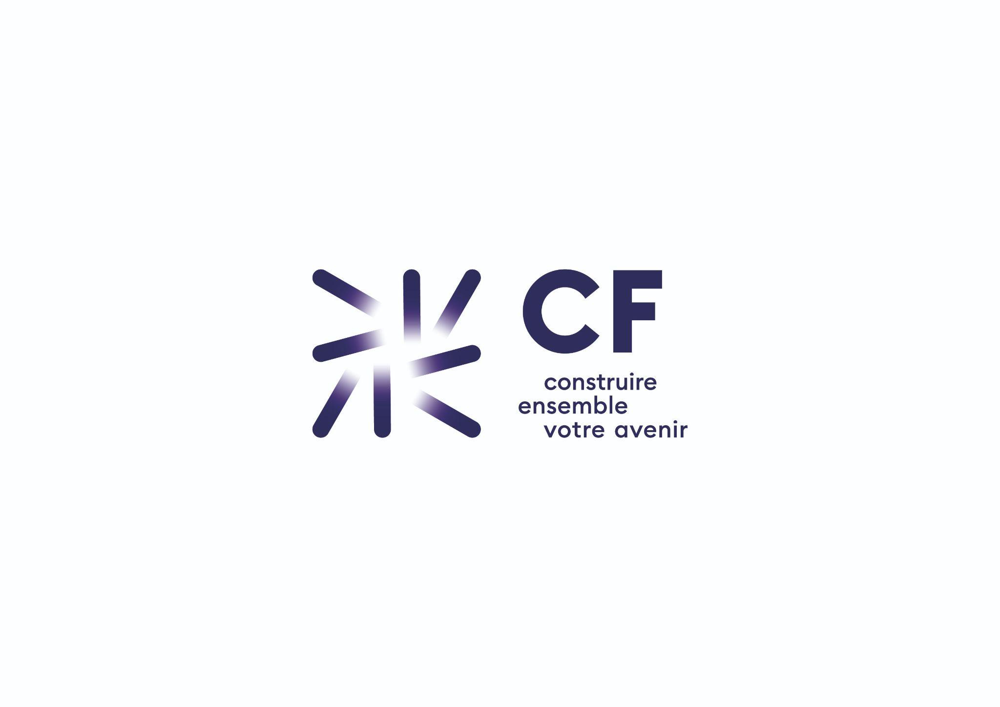 CF
construire
ensemble
votre avenir